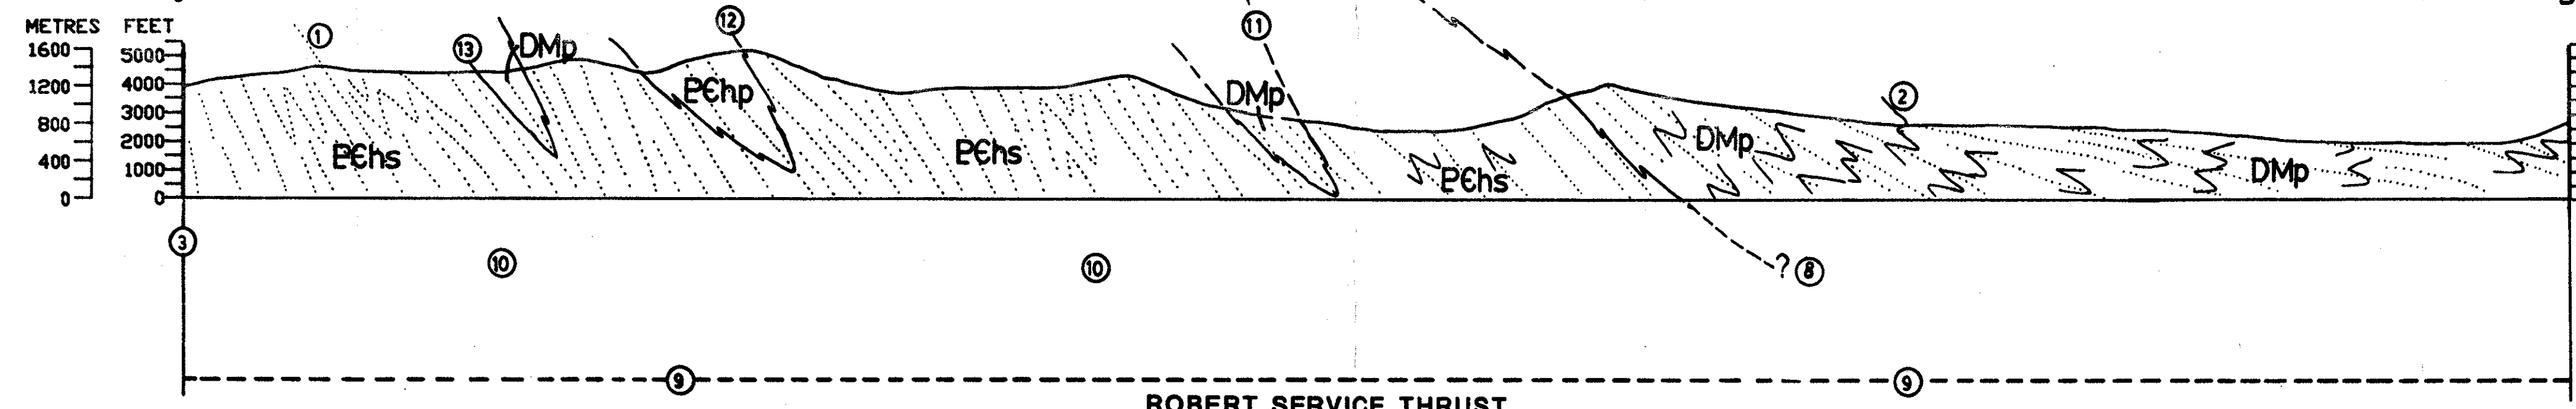 METRES FEET
1600
1200
800
400
0
5000
4000
3000
2000
1000
0
1
13
DMp
12
11
2
PЄhp
DMp
PЄhs
PЄhs
PЄhs
DMp
DMp
3
10
10
? 8
9
9
ROBERT SERVICE THRUST